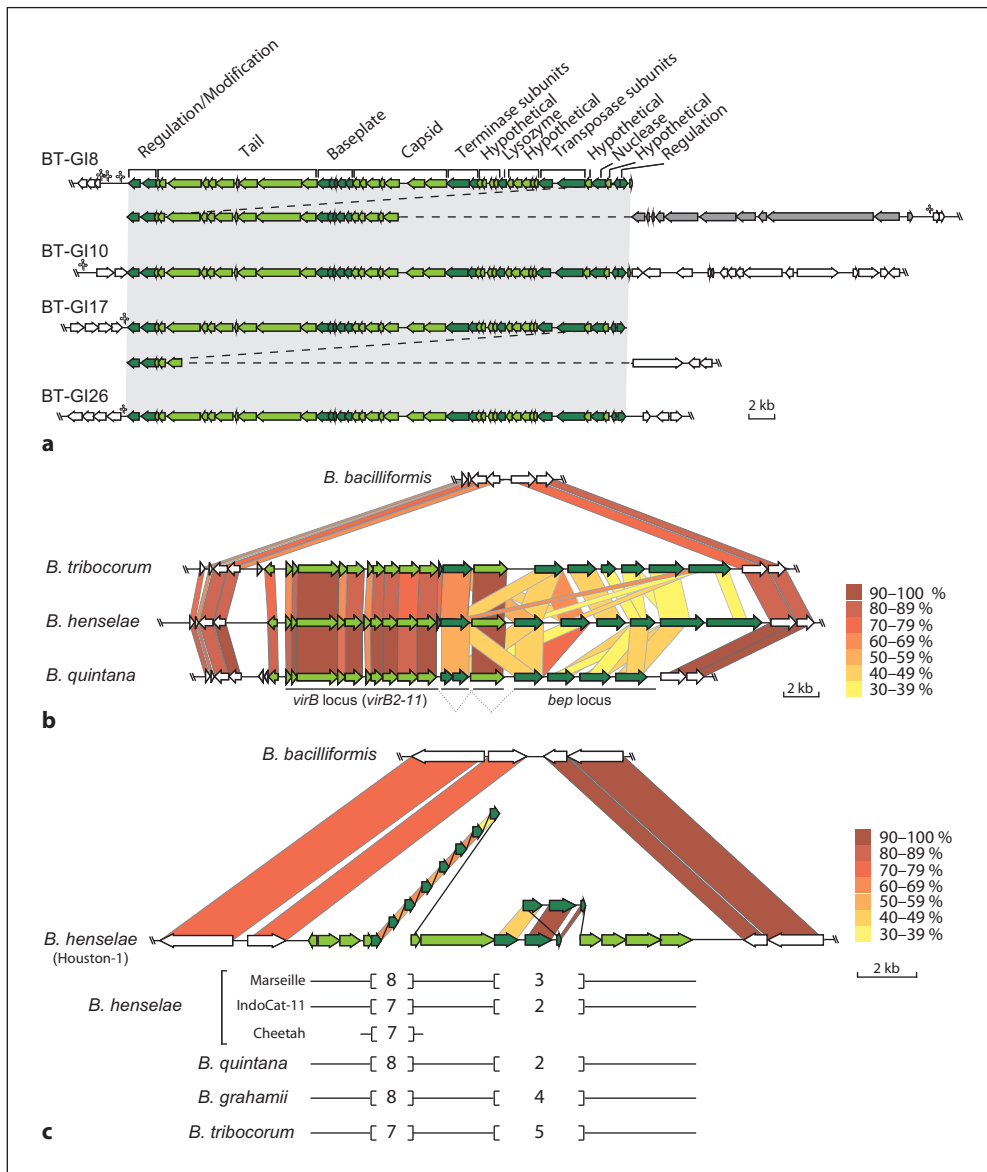 Regulation/Modification
Tail
Baseplate
Capsid
Terminase subunits
Hypothetical
Lysozyme
Hypothetical
Transposase subunits
Hypothetical
Nuclease
Hypothetical
Regulation
BT-GI8
BT-GI10
BT-GI17
BT-GI26
2 kb
a
B. bacilliformis
B. tribocorum
B. henselae
B. quintana
virB locus (virB2-11)
bep locus
2 kb
90–100 %
80–89 %
70–79 %
60–69 %
50–59 %
40–49 %
30–39 %
b
B. bacilliformis
B. henselae
(Houston-1)
90–100 %
80–89 %
70–79 %
60–69 %
50–59 %
40–49 %
30–39 %
2 kb
B. henselae
Marseille [ 8 ] [ 3 ]
IndoCat-11 [ 7 ] [ 2 ]
Cheetah [ 7 ]
B. quintana [ 8 ] [ 2 ]
B. grahamii [ 8 ] [ 4 ]
B. tribocorum [ 7 ] [ 5 ]
c